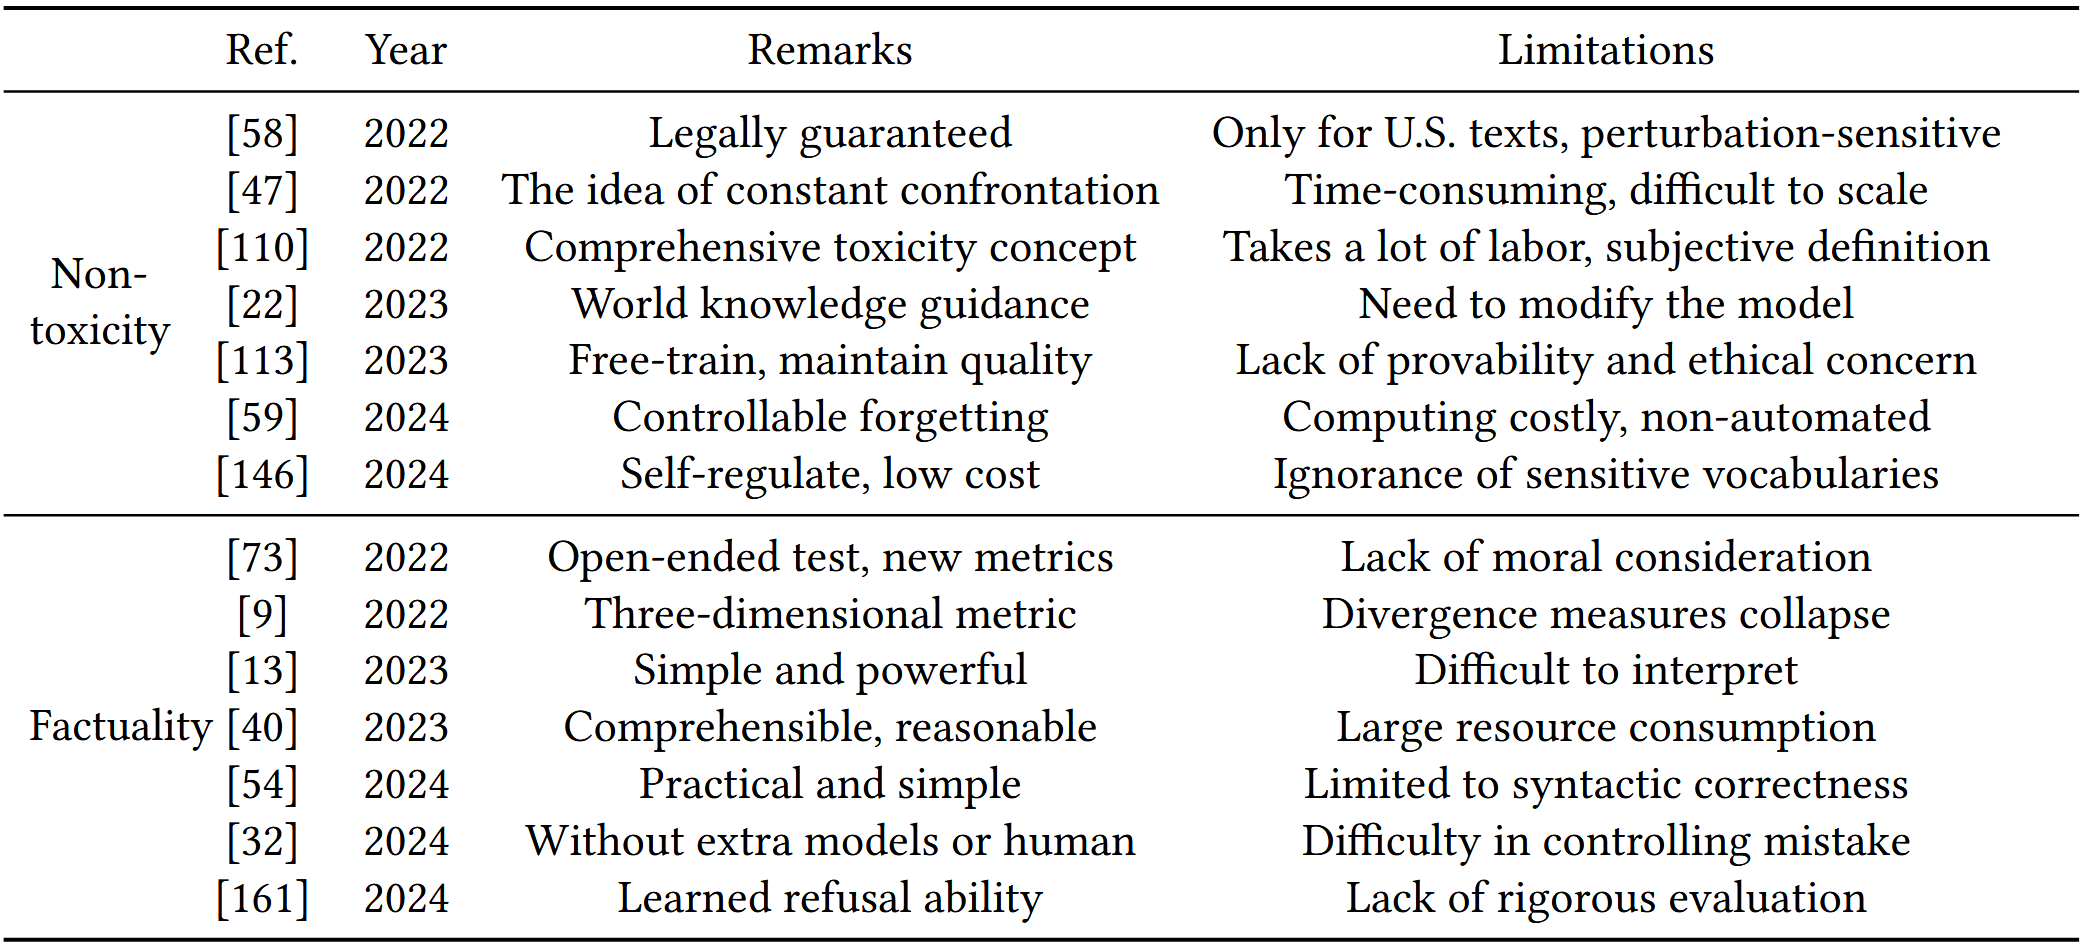 Ref. Year Remarks Limitations
[58] 2022 Legally guaranteed Only for U.S. texts, perturbation-sensitive
[47] 2022 The idea of constant confrontation Time-consuming, difficult to scale
[110] 2022 Comprehensive toxicity concept Takes a lot of labor, subjective definition
Non-
toxicity
[22] 2023 World knowledge guidance Need to modify the model
[113] 2023 Free-train, maintain quality Lack of provability and ethical concern
[59] 2024 Controllable forgetting Computing costly, non-automated
[146] 2024 Self-regulate, low cost Ignorance of sensitive vocabularies
[73] 2022 Open-ended test, new metrics Lack of moral consideration
[9] 2022 Three-dimensional metric Divergence measures collapse
[13] 2023 Simple and powerful Difficult to interpret
Factuality [40] 2023 Comprehensible, reasonable Large resource consumption
[54] 2024 Practical and simple Limited to syntactic correctness
[32] 2024 Without extra models or human Difficulty in controlling mistake
[161] 2024 Learned refusal ability Lack of rigorous evaluation